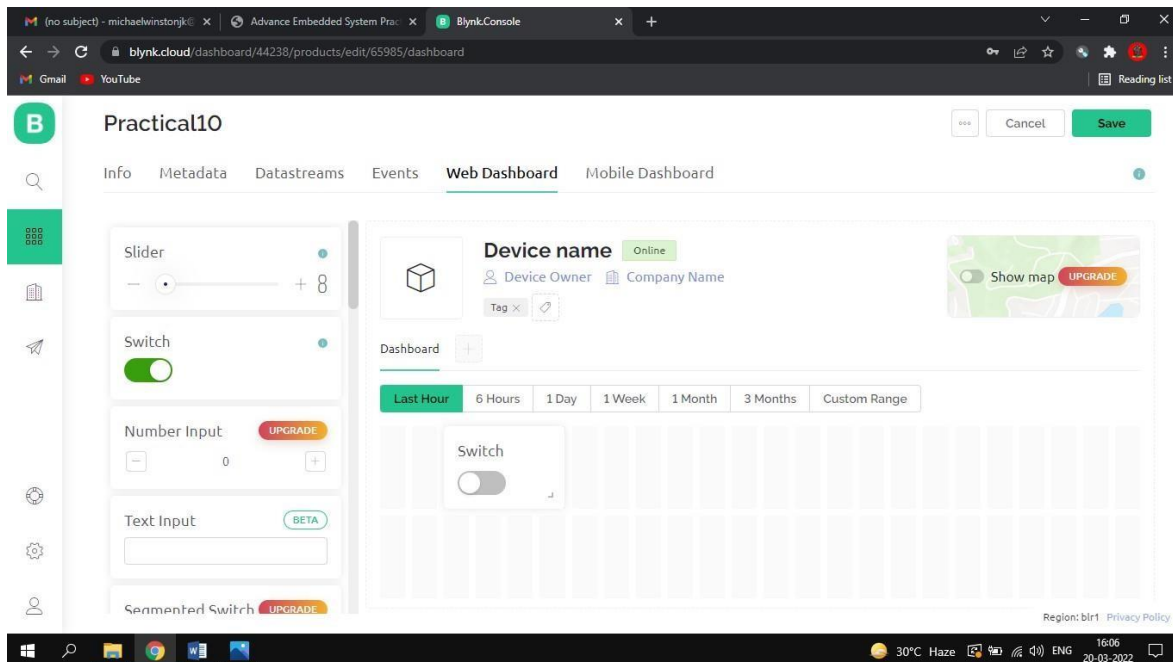 (no subject) - michaelwinstonjk@
Advance Embedded System Prac
B Blynk.Console
blynk.cloud/dashboard/44238/products/edit/65985/dashboard
Gmail YouTube Reading list
B
Practical10
Cancel Save
Info Metadata Datastreams Events Web Dashboard Mobile Dashboard
Slider
8
Switch
Number Input UPGRADE
0
Text Input BETA
Segmented Switch UPGRADE
Device name Online
Device Owner Company Name
Tag
Show map UPGRADE
Dashboard
Last Hour 6 Hours 1 Day 1 Week 1 Month 3 Months Custom Range
Switch
Region: blr1 Privacy Policy
30°C Haze ENG 16:06
20-03-2022